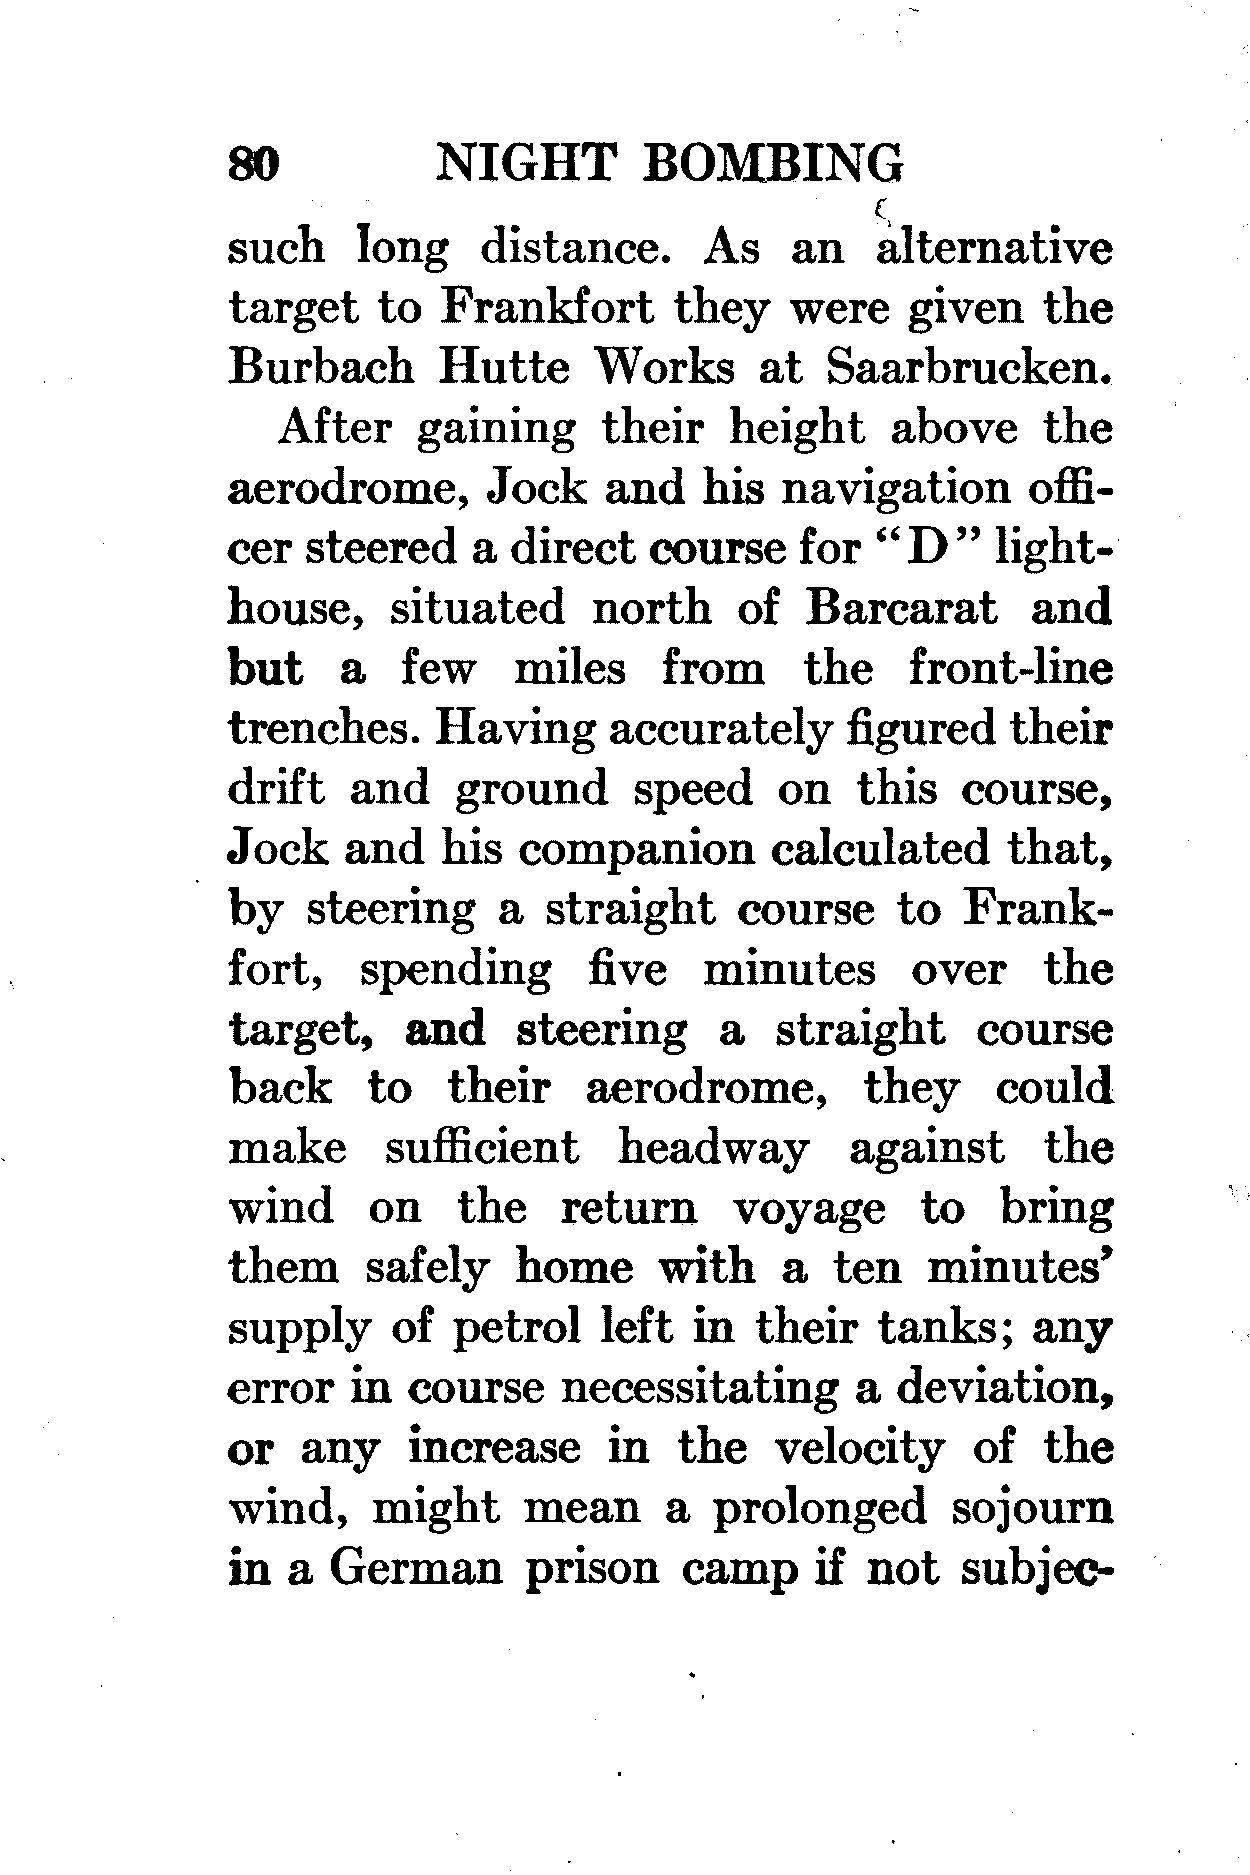 80 NIGHT BOMBING
such long distance. As an alternative
target to Frankfort they were given the
Burbach Hutte Works at Saarbrucken.
After gaining their height above the
aerodrome, Jock and his navigation offi-
cer steered a direct course for “D” light-
house, situated north of Barcarat and
but a few miles from the front-line
trenches. Having accurately figured their
drift and ground speed on this course,
Jock and his companion calculated that,
by steering a straight course to Frank-
fort, spending five minutes over the
target, and steering a straight course
back to their aerodrome, they could
make sufficient headway against the
wind on the return voyage to bring
them safely home with a ten minutes’
supply of petrol left in their tanks; any
error in course necessitating a deviation,
or any increase in the velocity of the
wind, might mean a prolonged sojourn
in a German prison camp if not subjec-